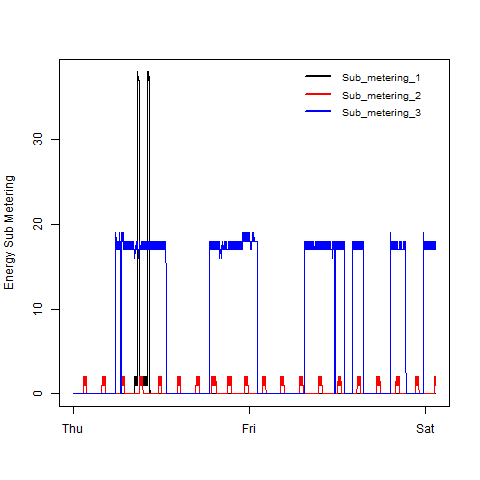 Sub_metering_1
Sub_metering_2
Sub_metering_3
Energy Sub Metering
30
20
10
0
Thu Fri Sat